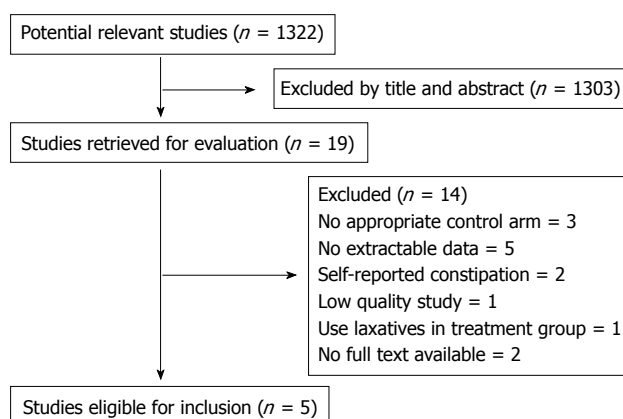 Potential relevant studies (n = 1322)
Excluded by title and abstract (n = 1303)
Studies retrieved for evaluation (n = 19)
Excluded (n = 14)
No appropriate control arm = 3
No extractable data = 5
Self-reported constipation = 2
Low quality study = 1
Use laxatives in treatment group = 1
No full text available = 2
Studies eligible for inclusion (n = 5)